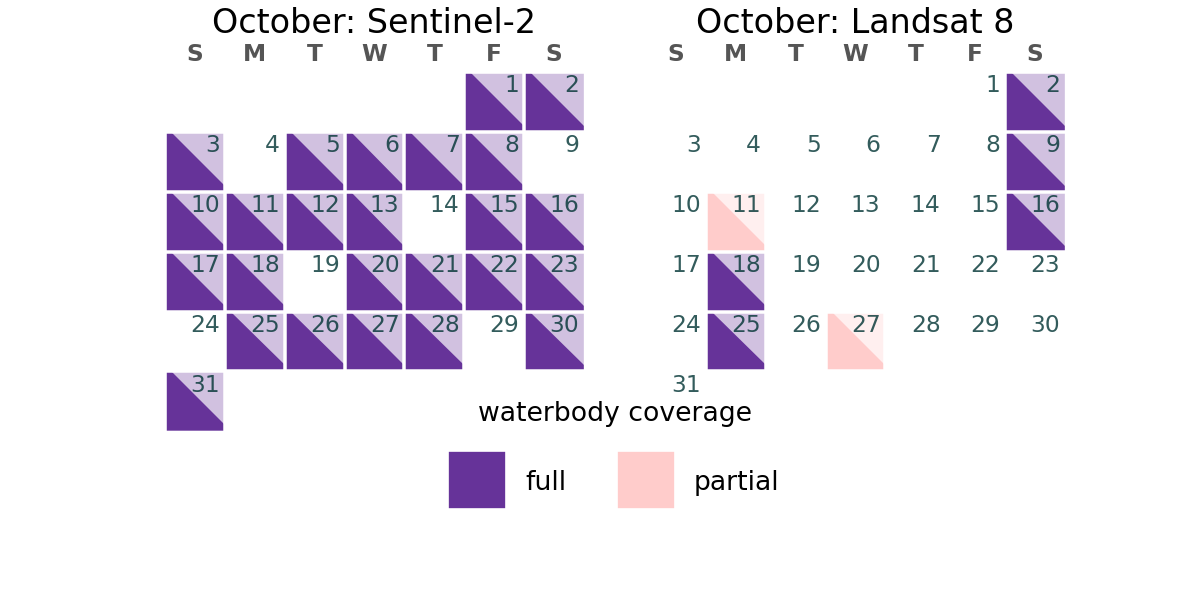 October: Sentinel-2
S M T W T F S
1 2
3 4 5 6 7 8 9
10 11 12 13 14 15 16
17 18 19 20 21 22 23
24 25 26 27 28 29 30
31
October: Landsat 8
S M T W T F S
1 2
3 4 5 6 7 8 9
10 11 12 13 14 15 16
17 18 19 20 21 22 23
24 25 26 27 28 29 30
31
waterbody coverage
full partial